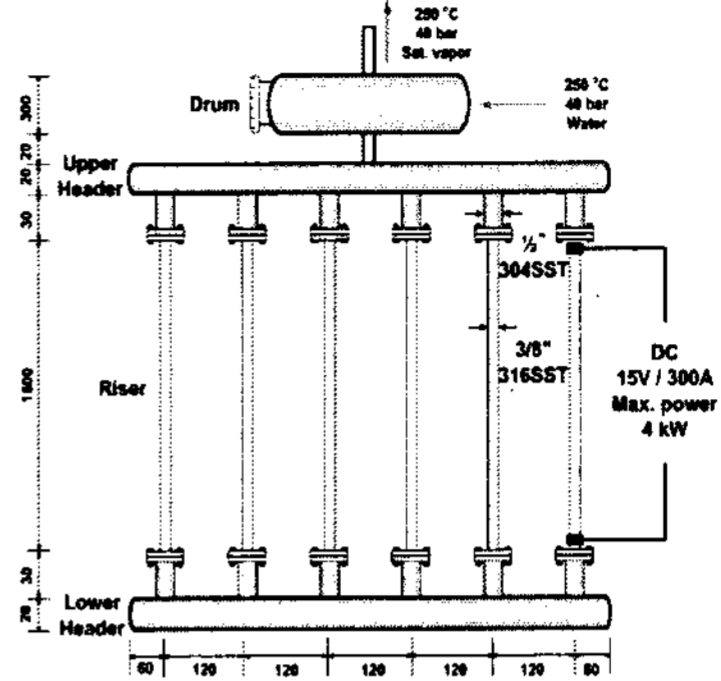 250 °C
40 bar
Sat. vapor
Drum
250 °C
40 bar
Water
300
20
Upper
Header
20
30
½"
304SST
3/8"
316SST
DC
15V / 300A
Max. power
4 kW
Riser
30
Lower
Header
20
60
120
120
120
120
120
60